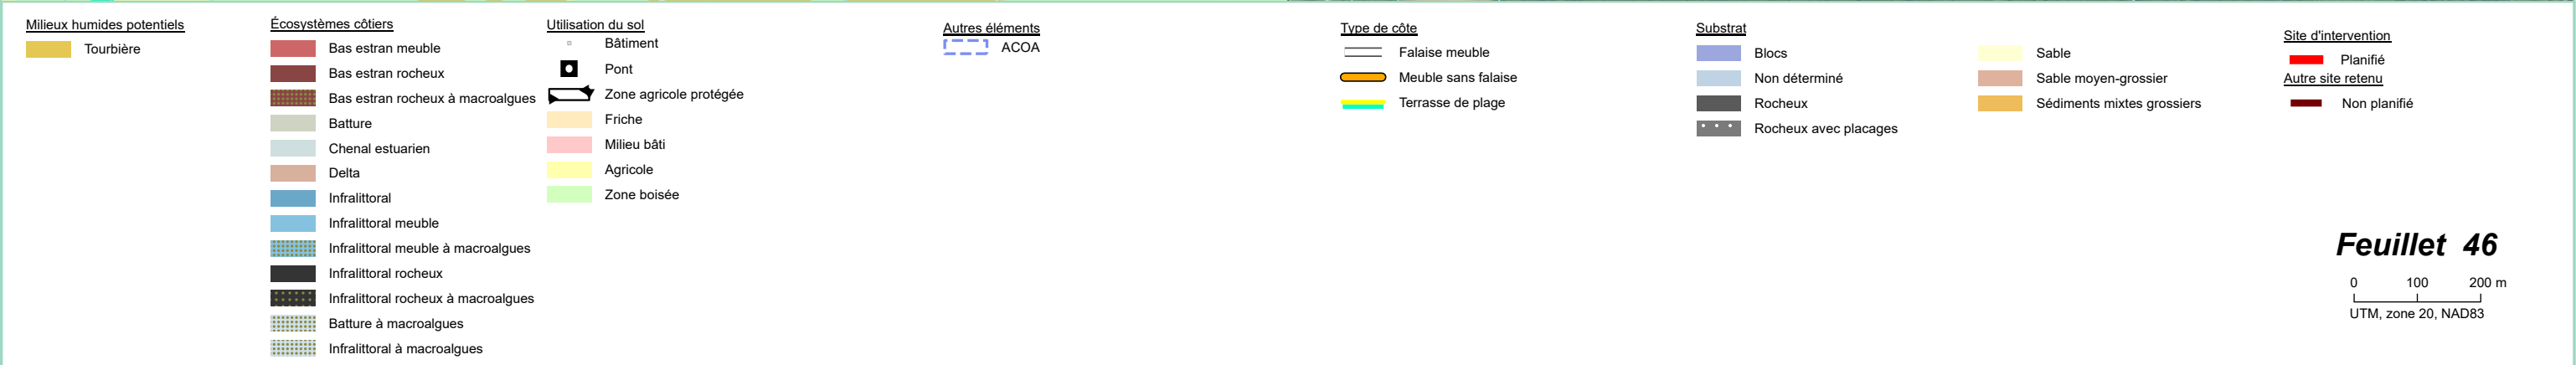 Milieux humides potentiels
Tourbière
Écosystèmes côtiers
Bas estran meuble
Bas estran rocheux
Bas estran rocheux à macroalgues
Batture
Chenal estuarien
Delta
Infralittoral
Infralittoral meuble
Infralittoral meuble à macroalgues
Infralittoral rocheux
Infralittoral rocheux à macroalgues
Batture à macroalgues
Infralittoral à macroalgues
Utilisation du sol
Bâtiment
Pont
Zone agricole protégée
Friche
Milieu bâti
Agricole
Zone boisée
Autres éléments
ACOA
Type de côte
Falaise meuble
Meuble sans falaise
Terrasse de plage
Substrat
Blocs
Non déterminé
Rocheux
Rocheux avec placages
Sable
Sable moyen-grossier
Sédiments mixtes grossiers
Site d'intervention
Planifié
Autre site retenu
Non planifié
Feuillet 46
0 100 200 m
UTM, zone 20, NAD83